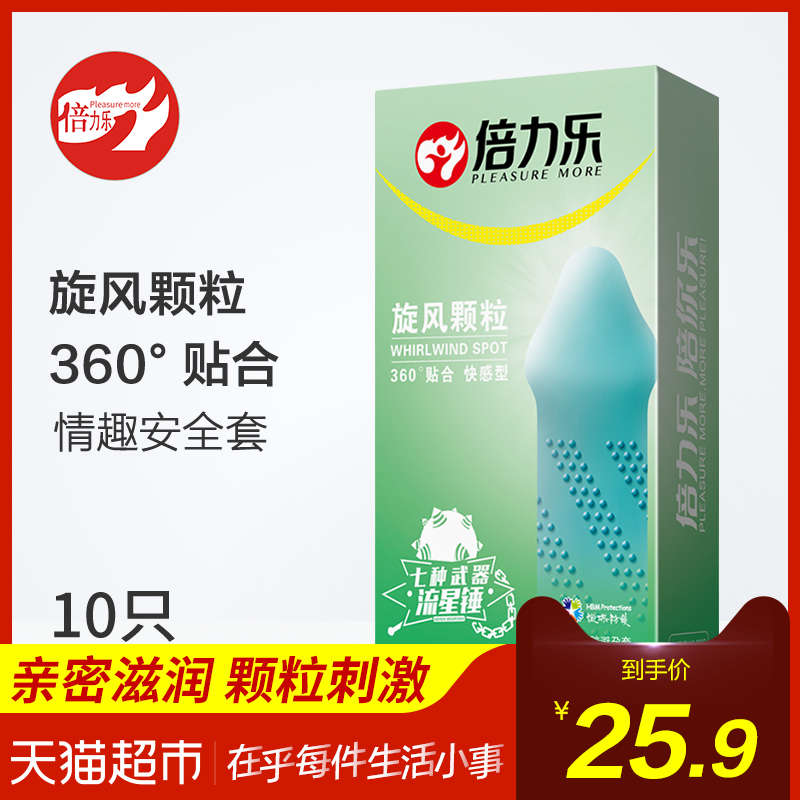 Pleasure more
倍力乐
旋风颗粒
360° 贴合
情趣安全套
10只
倍力乐
PLEASURE MORE
旋风颗粒
WHIRLWIND SPOT
360°贴合 快感型
七种武器
流星锤
HBM Protections
倍力乐 陪你乐
PLEASURE MORE,MORE PLEASURE!
亲密滋润 颗粒刺激
天猫超市
在乎每件生活小事
到手价
¥25.9